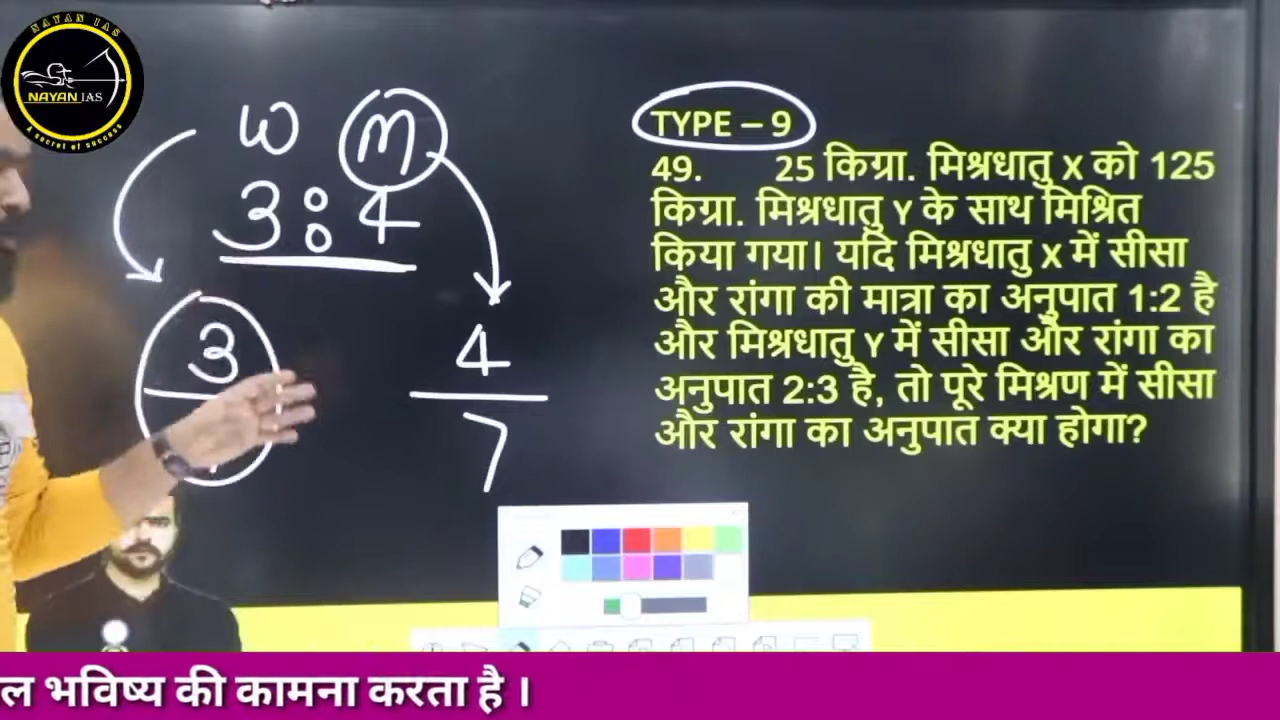 NAYAN IAS
NAYAN IAS
A secret of success
W M
3 : 4
3
4
7
TYPE – 9
49. 25 किग्रा. मिश्रधातु X को 125
किग्रा. मिश्रधातु Y के साथ मिश्रित
किया गया। यदि मिश्रधातु X में सीसा
और रांगा की मात्रा का अनुपात 1:2 है
और मिश्रधातु Y में सीसा और रांगा का
अनुपात 2:3 है, तो पूरे मिश्रण में सीसा
और रांगा का अनुपात क्या होगा?
ल भविष्य की कामना करता है ।